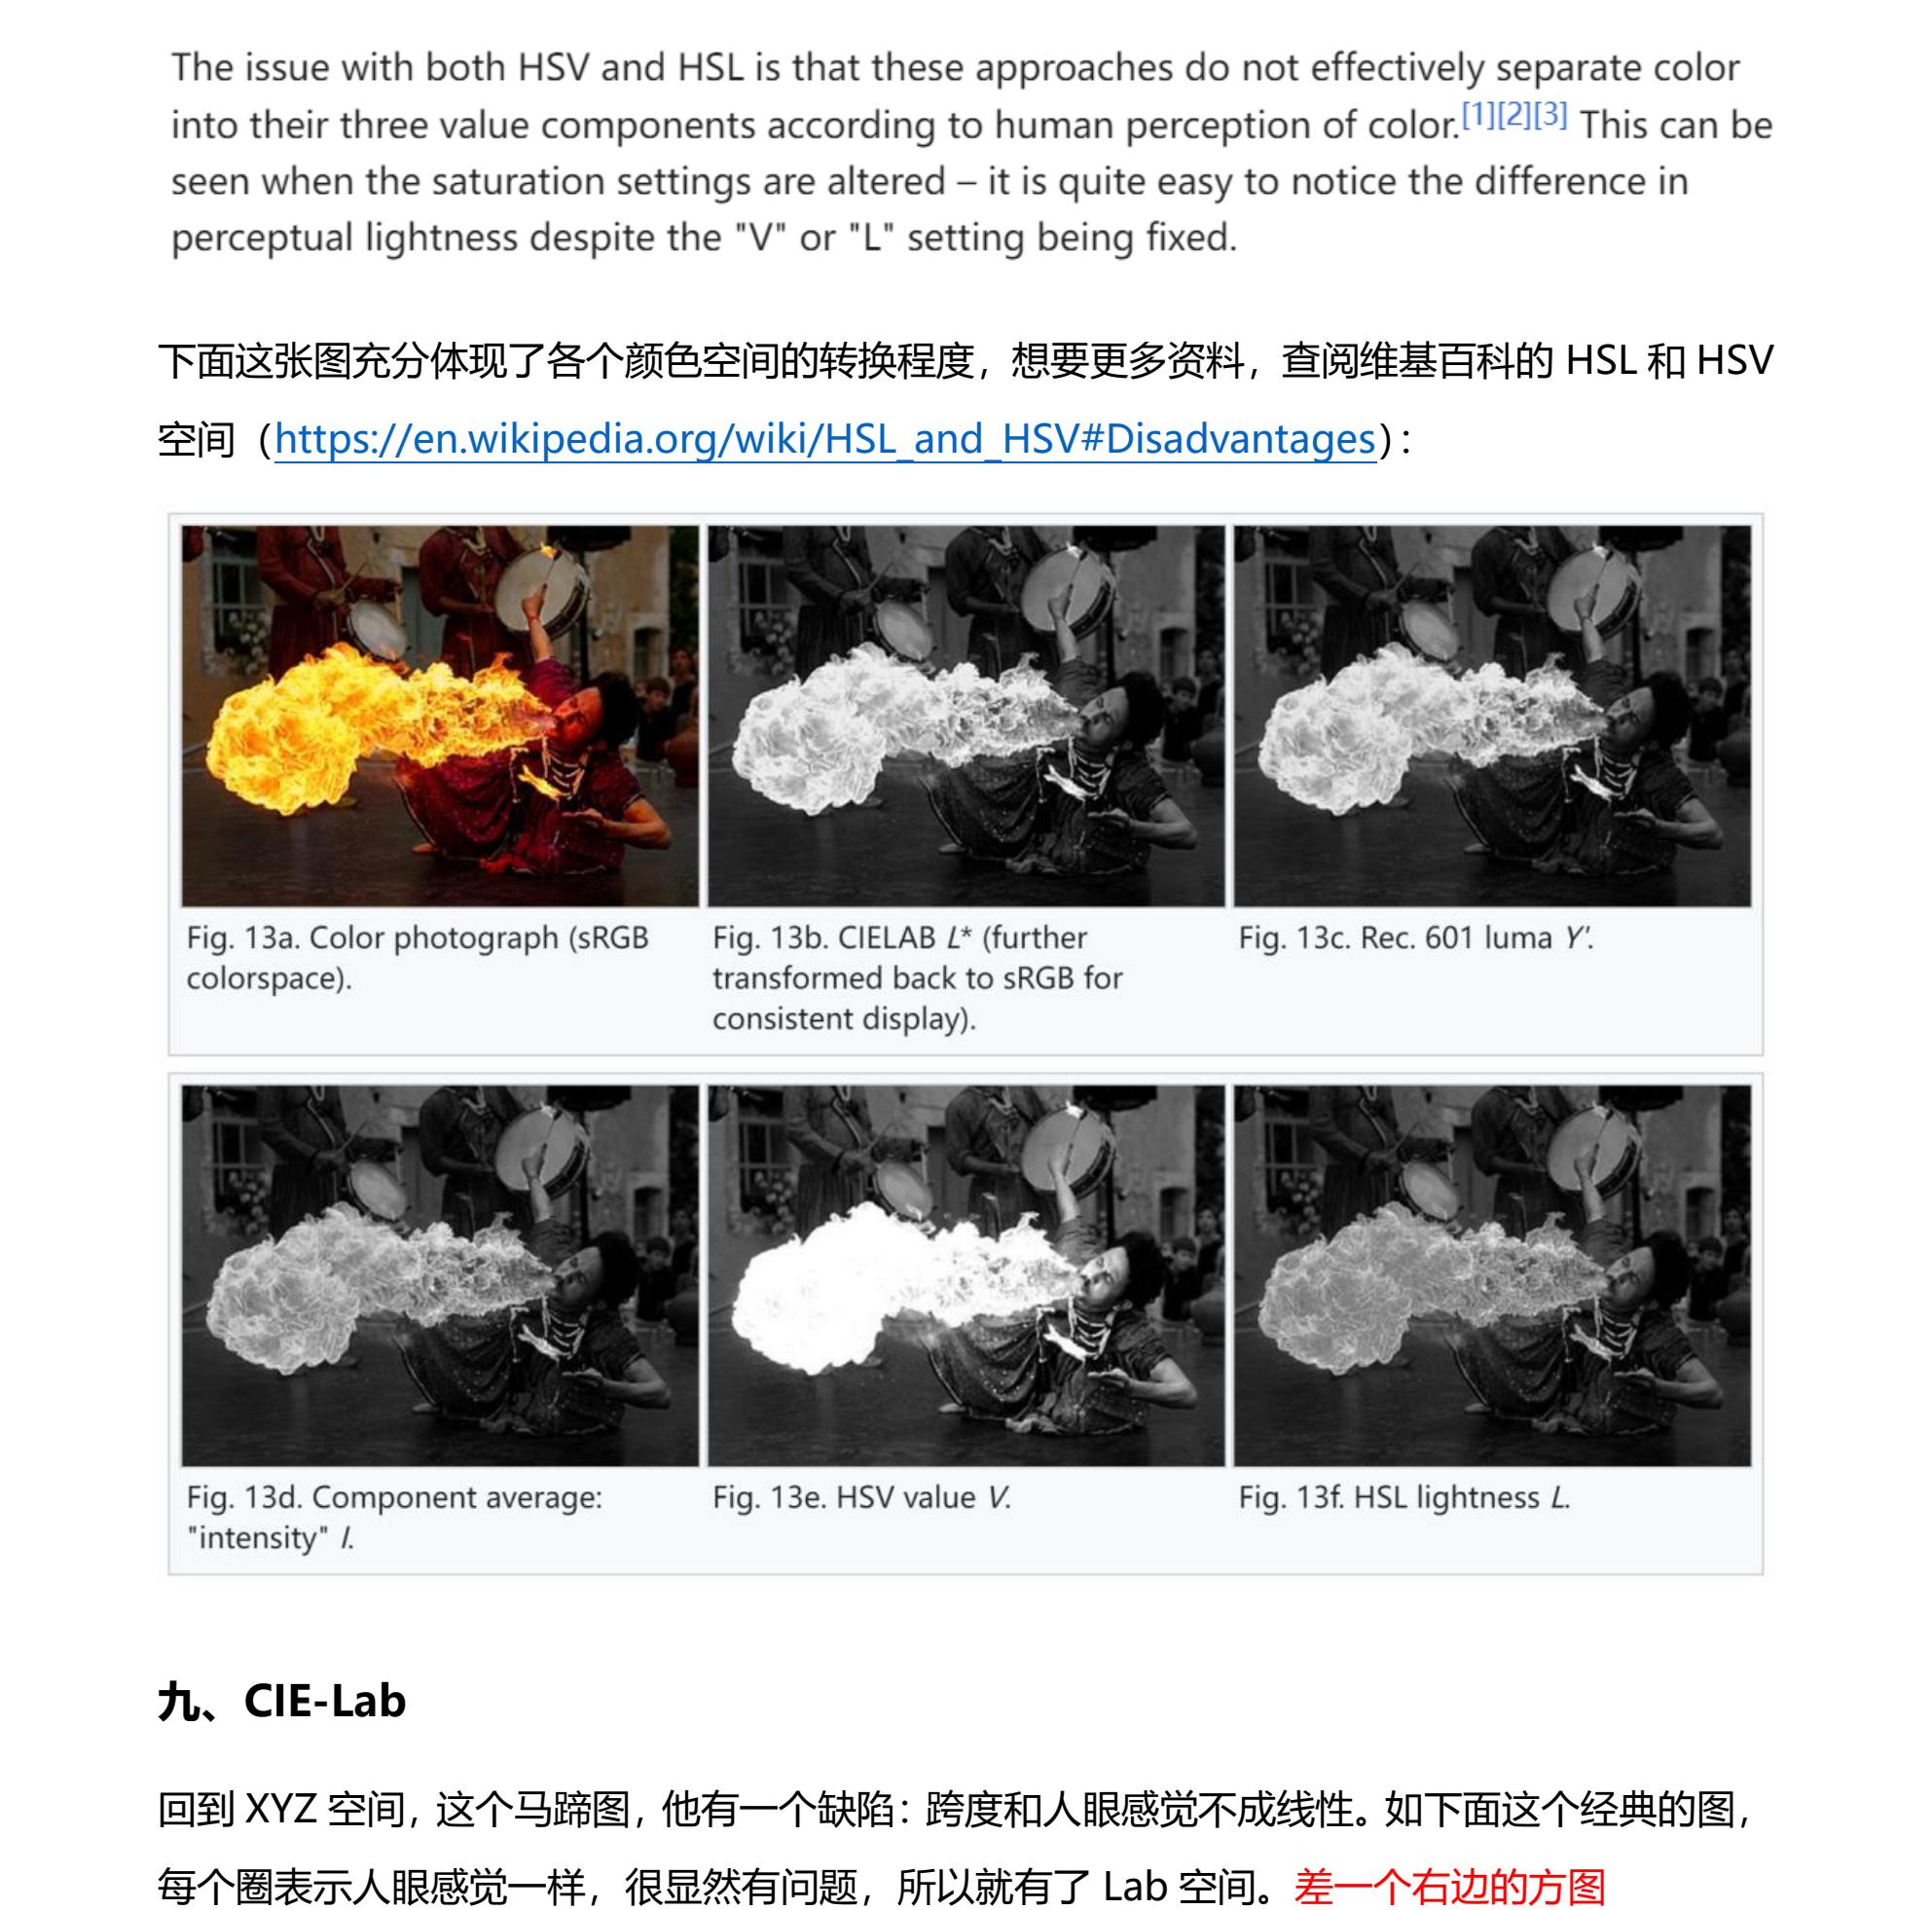 The issue with both HSV and HSL is that these approaches do not effectively separate color
into their three value components according to human perception of color.[1][2][3] This can be
seen when the saturation settings are altered – it is quite easy to notice the difference in
perceptual lightness despite the "V" or "L" setting being fixed.
下面这张图充分体现了各个颜色空间的转换程度，想要更多资料，查阅维基百科的 HSL 和 HSV
空间（https://en.wikipedia.org/wiki/HSL_and_HSV#Disadvantages）：
Fig. 13a. Color photograph (sRGB
colorspace).
Fig. 13b. CIELAB L* (further
transformed back to sRGB for
consistent display).
Fig. 13c. Rec. 601 luma Y′.
Fig. 13d. Component average:
"intensity" I.
Fig. 13e. HSV value V.
Fig. 13f. HSL lightness L.
九、CIE-Lab
回到 XYZ 空间，这个马蹄图，他有一个缺陷：跨度和人眼感觉不成线性。如下面这个经典的图，
每个圈表示人眼感觉一样，很显然有问题，所以就有了 Lab 空间。差一个右边的方图